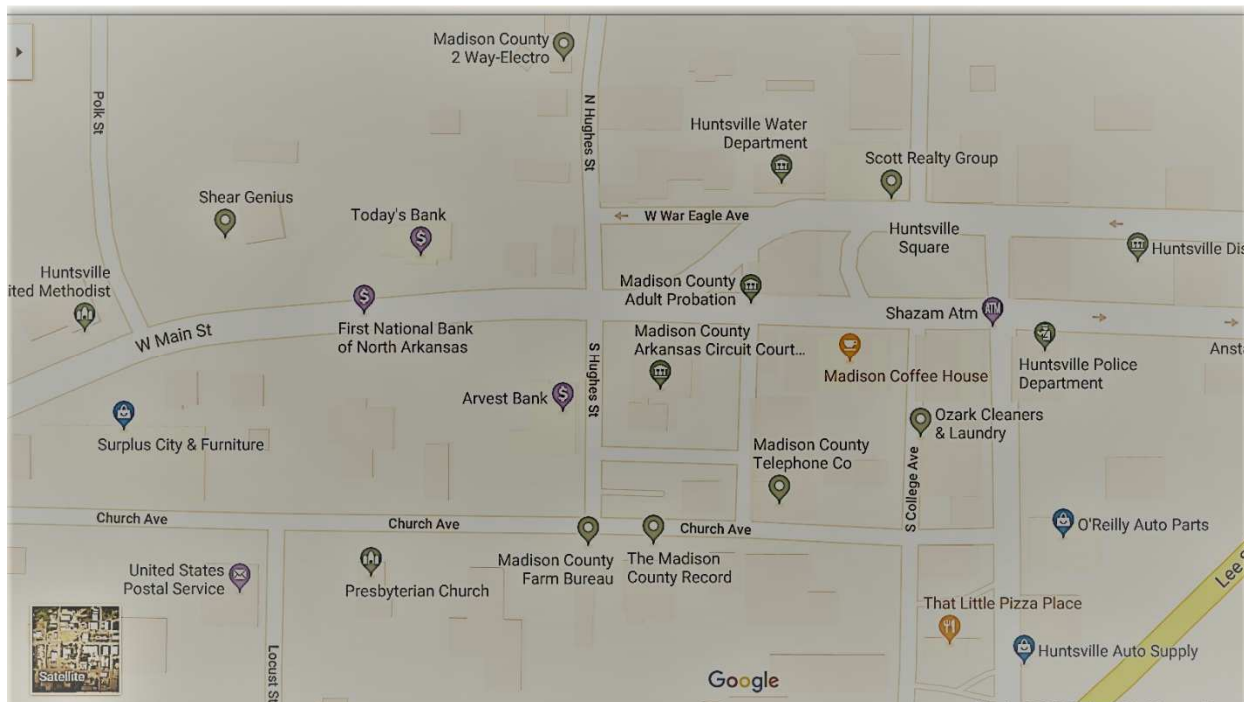 Madison County
2 Way-Electro
Polk St
N Hughes St
Huntsville Water
Department
Scott Realty Group
Shear Genius
Today's Bank
W War Eagle Ave
Huntsville
Square
Huntsville Dis
Huntsville
ited Methodist
Madison County
Adult Probation
Shazam Atm
ATM
W Main St
First National Bank
of North Arkansas
Madison County
Arkansas Circuit Court...
Madison Coffee House
Huntsville Police
Department
Ansta
S Hughes St
Arvest Bank
Ozark Cleaners
& Laundry
Surplus City & Furniture
Madison County
Telephone Co
S College Ave
Church Ave
Church Ave
Church Ave
O'Reilly Auto Parts
United States
Postal Service
Presbyterian Church
Madison County
Farm Bureau
The Madison
County Record
That Little Pizza Place
Lee S
Locust St
Huntsville Auto Supply
Satellite
Google